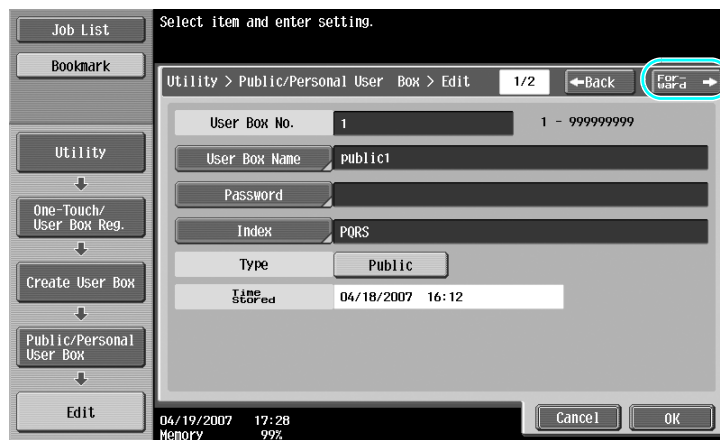 Job List
Bookmark
Select item and enter setting.
Utility > Public/Personal User Box > Edit
1/2
←Back
For-
ward →
Utility
One-Touch/
User Box Reg.
Create User Box
Public/Personal
User Box
Edit
User Box No.
1
1 - 999999999
User Box Name
public1
Password
Index
PQRS
Type
Public
Time
Stored
04/18/2007 16:12
04/19/2007 17:28
Memory 99%
Cancel
OK